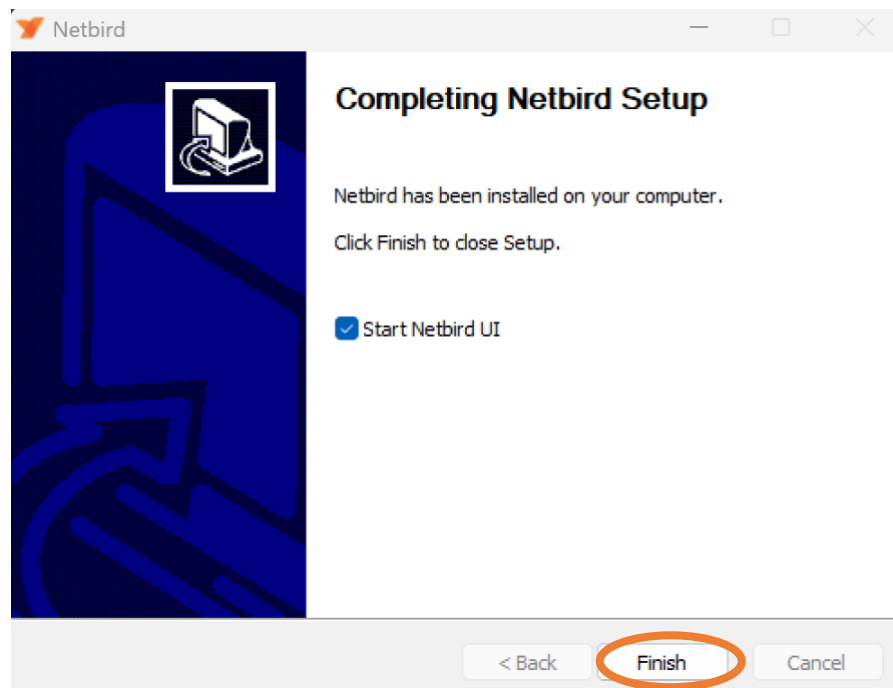 Netbird
Completing Netbird Setup
Netbird has been installed on your computer.
Click Finish to close Setup.
Start Netbird UI
< Back
Finish
Cancel